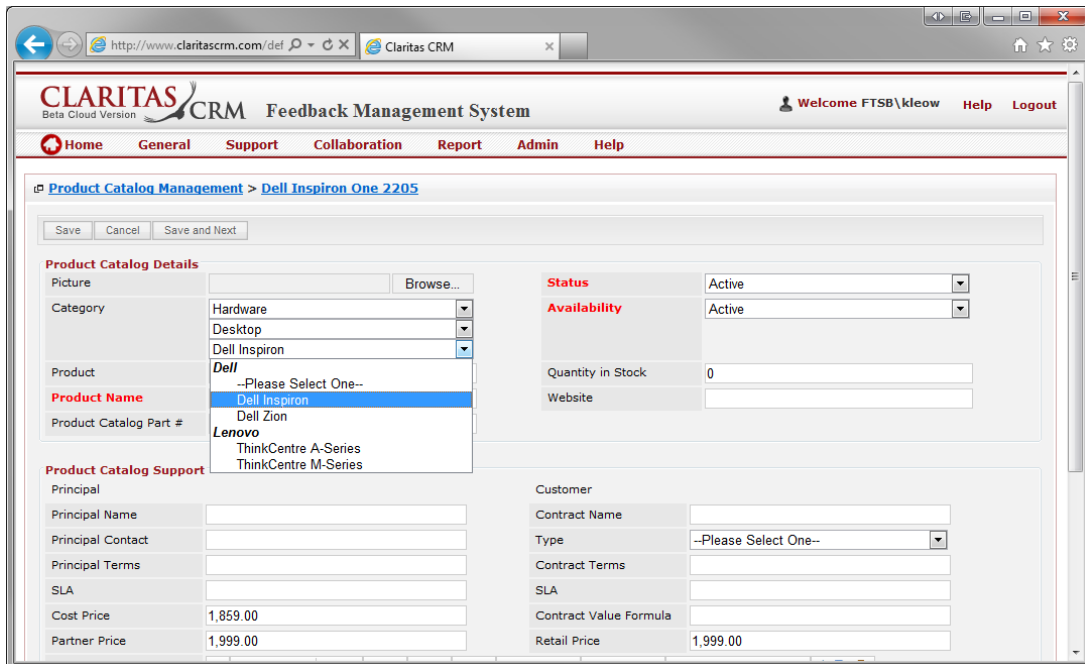 http://www.claritascrm.com/def
Claritas CRM
CLARITAS CRM
Beta Cloud Version
Feedback Management System
Welcome FTSB\kleow Help Logout
Home General Support Collaboration Report Admin Help
Product Catalog Management > Dell Inspiron One 2205
Save Cancel Save and Next
Product Catalog Details
Picture Browse... Status Active
Category Hardware Availability Active
Desktop
Dell Inspiron
Dell
Product --Please Select One-- Quantity in Stock 0
Product Name Dell Inspiron Website
Dell Zion
Product Catalog Part #
Lenovo
ThinkCentre A-Series
ThinkCentre M-Series
Product Catalog Support
Principal Customer
Principal Name Contract Name
Principal Contact Type --Please Select One--
Principal Terms Contract Terms
SLA SLA
Cost Price 1,859.00 Contract Value Formula
Partner Price 1,999.00 Retail Price 1,999.00